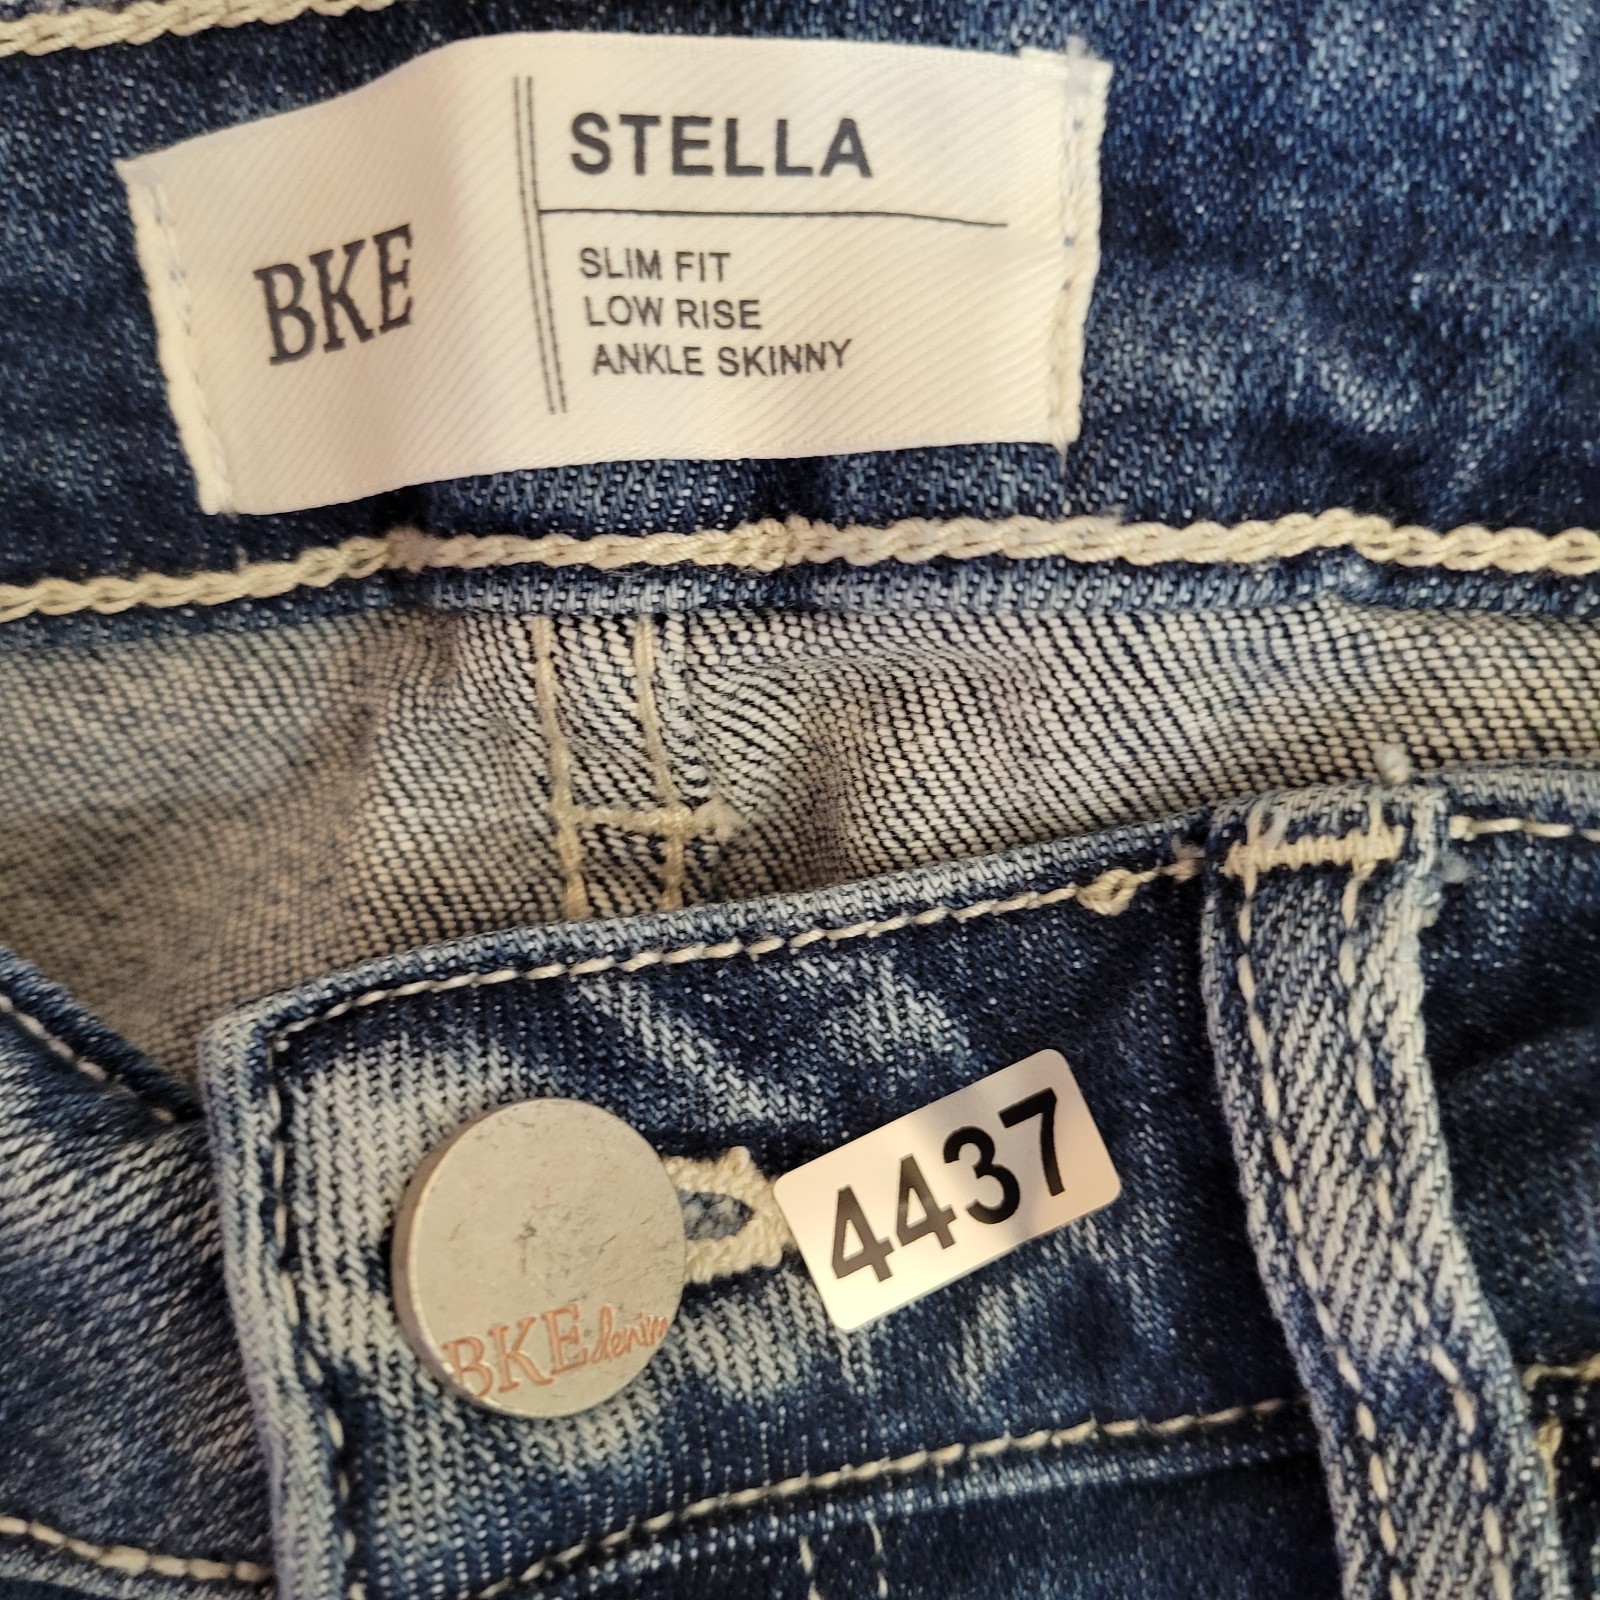 BKE
STELLA
SLIM FIT
LOW RISE
ANKLE SKINNY
4437
BKE denim